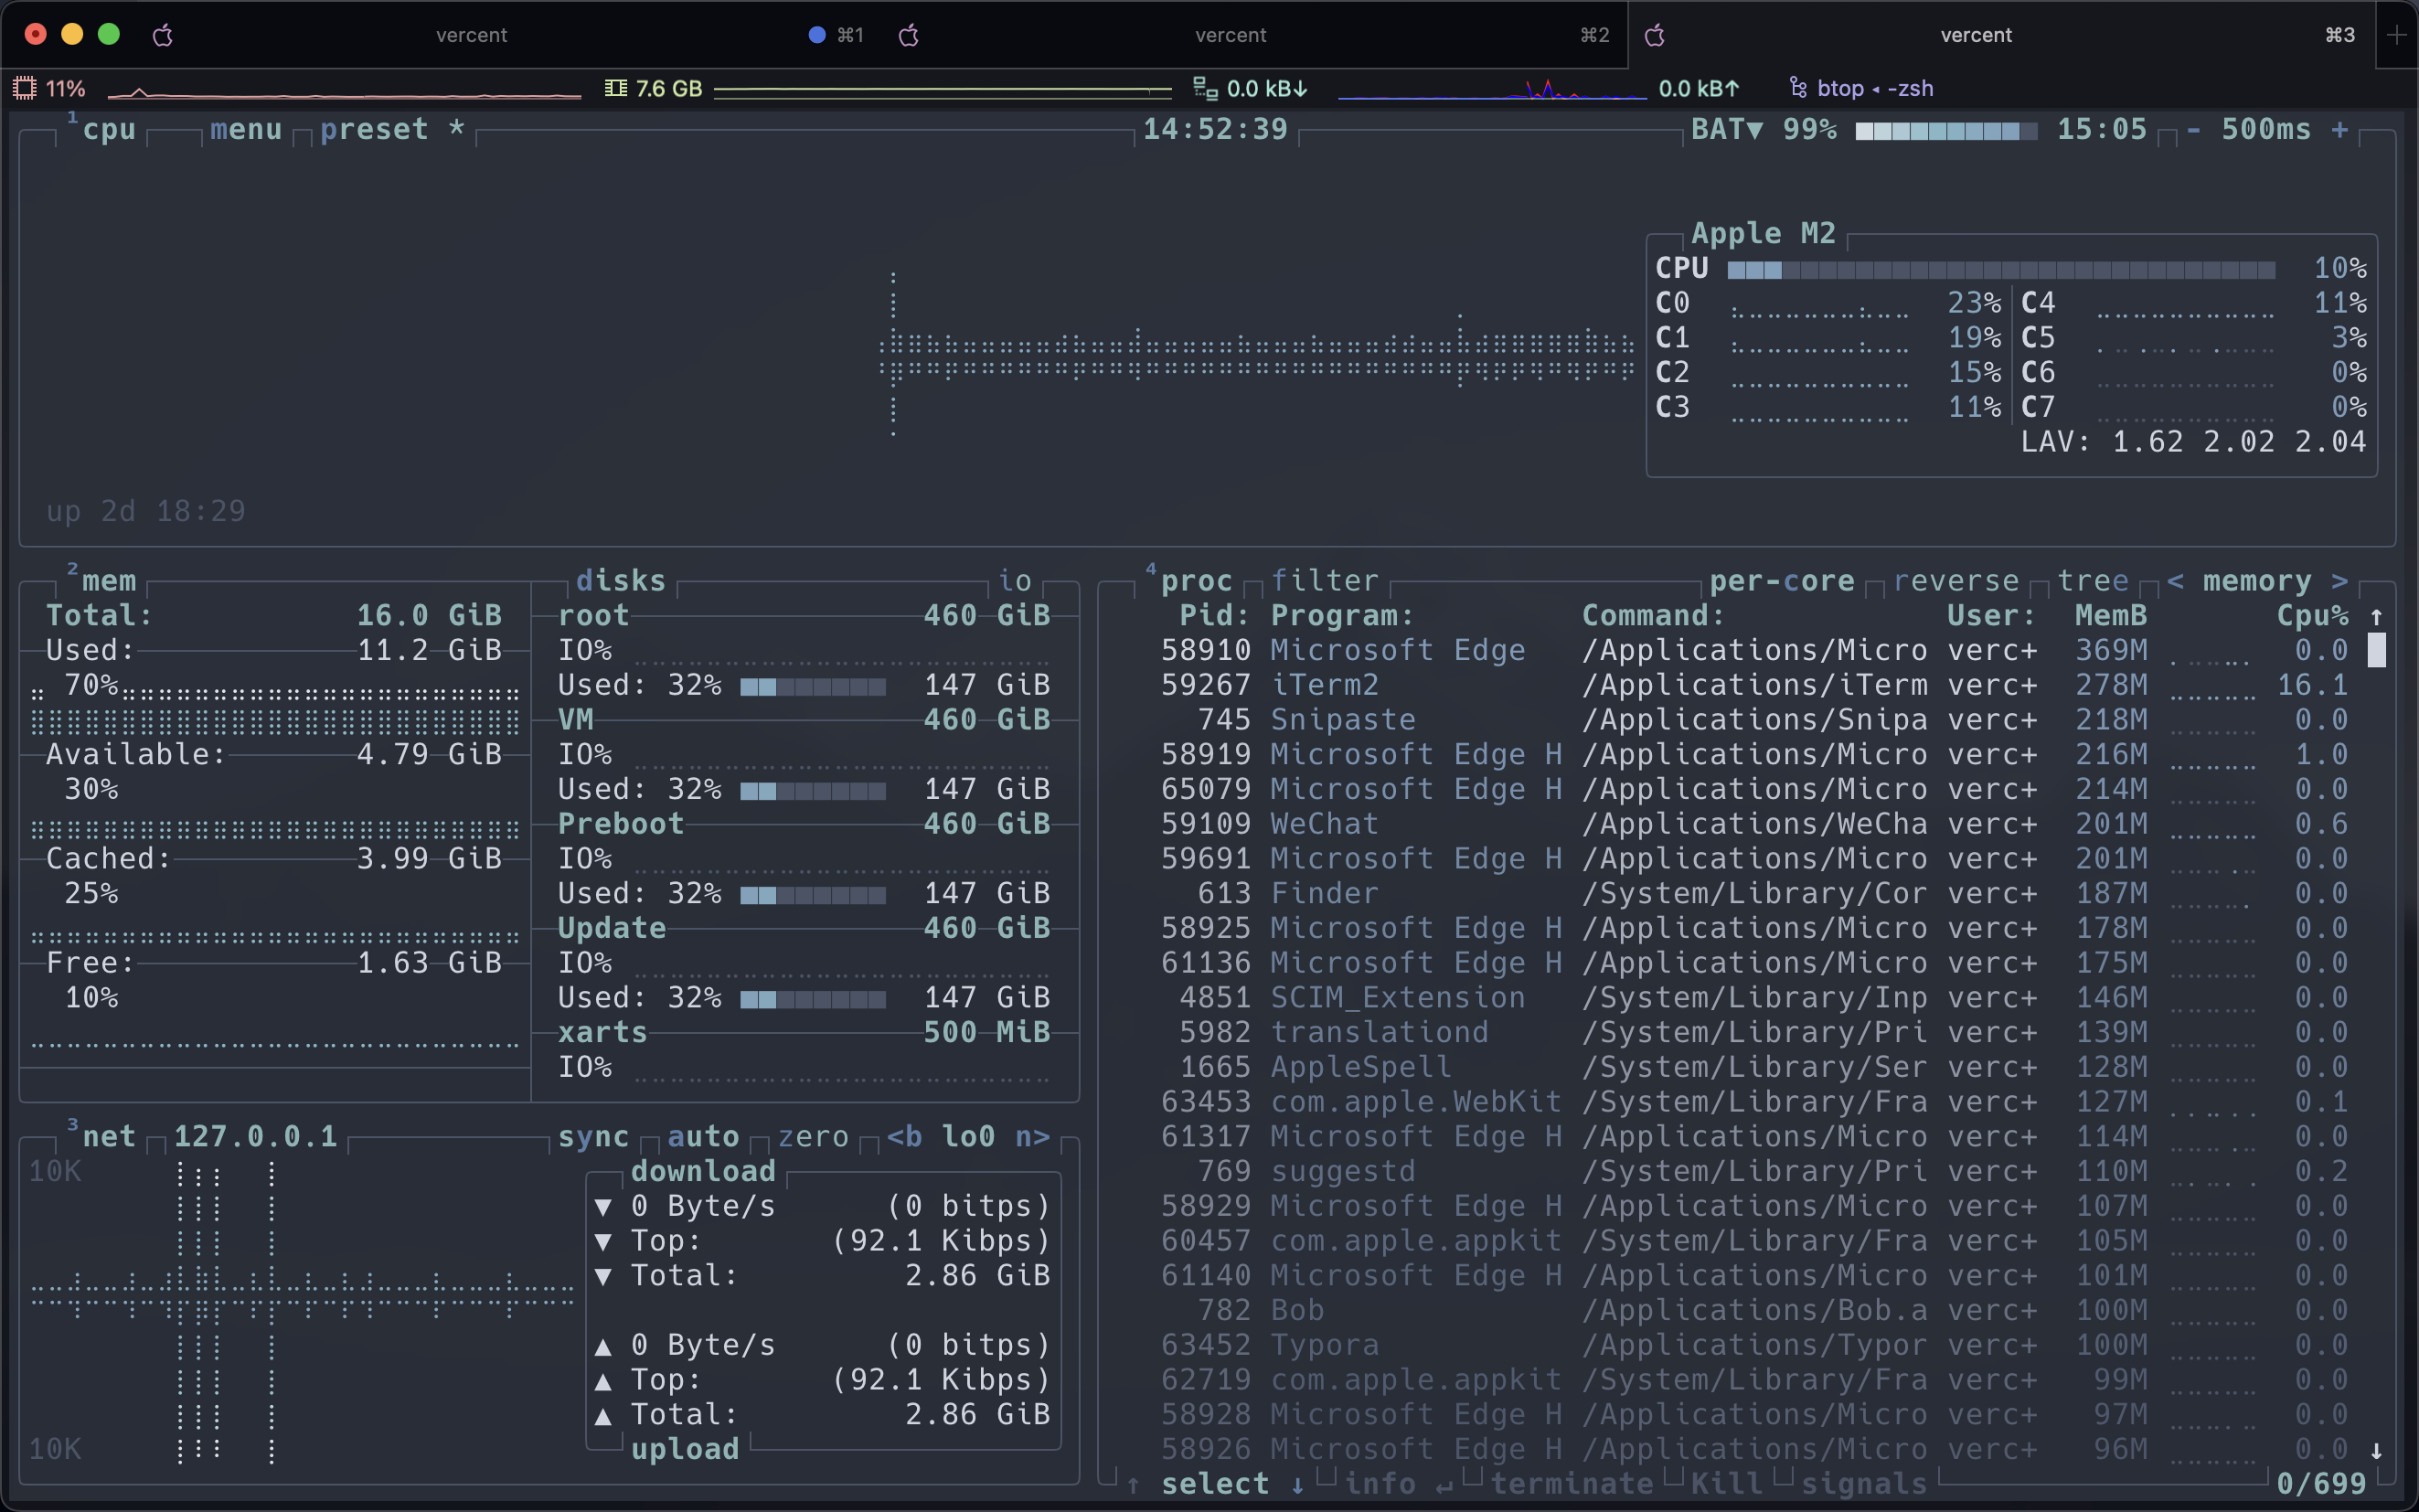 vercent ⌘1 vercent ⌘2 vercent ⌘3
11% 7.6 GB 0.0 kB↓ 0.0 kB↑ btop ◂ -zsh
¹cpu menu preset * 14:52:39 BAT▼ 99% 15:05 - 500ms +
Apple M2
CPU 10%
C0 23% C4 11%
C1 19% C5 3%
C2 15% C6 0%
C3 11% C7 0%
LAV: 1.62 2.02 2.04
up 2d 18:29
²mem
Total: 16.0 GiB
Used: 11.2 GiB
70%
Available: 4.79 GiB
30%
Cached: 3.99 GiB
25%
Free: 1.63 GiB
10%
disks io
root 460 GiB
IO%
Used: 32% 147 GiB
VM 460 GiB
IO%
Used: 32% 147 GiB
Preboot 460 GiB
IO%
Used: 32% 147 GiB
Update 460 GiB
IO%
Used: 32% 147 GiB
xarts 500 MiB
IO%
³net 127.0.0.1 sync auto zero <b lo0 n>
10K
10K
download
▼ 0 Byte/s (0 bitps)
▼ Top: (92.1 Kibps)
▼ Total: 2.86 GiB
▲ 0 Byte/s (0 bitps)
▲ Top: (92.1 Kibps)
▲ Total: 2.86 GiB
upload
⁴proc filter per-core reverse tree < memory >
Pid: Program: Command: User: MemB Cpu% ↑
58910 Microsoft Edge /Applications/Micro verc+ 369M 0.0
59267 iTerm2 /Applications/iTerm verc+ 278M 16.1
745 Snipaste /Applications/Snipa verc+ 218M 0.0
58919 Microsoft Edge H /Applications/Micro verc+ 216M 1.0
65079 Microsoft Edge H /Applications/Micro verc+ 214M 0.0
59109 WeChat /Applications/WeCha verc+ 201M 0.6
59691 Microsoft Edge H /Applications/Micro verc+ 201M 0.0
613 Finder /System/Library/Cor verc+ 187M 0.0
58925 Microsoft Edge H /Applications/Micro verc+ 178M 0.0
61136 Microsoft Edge H /Applications/Micro verc+ 175M 0.0
4851 SCIM_Extension /System/Library/Inp verc+ 146M 0.0
5982 translationd /System/Library/Pri verc+ 139M 0.0
1665 AppleSpell /System/Library/Ser verc+ 128M 0.0
63453 com.apple.WebKit /System/Library/Fra verc+ 127M 0.1
61317 Microsoft Edge H /Applications/Micro verc+ 114M 0.0
769 suggestd /System/Library/Pri verc+ 110M 0.2
58929 Microsoft Edge H /Applications/Micro verc+ 107M 0.0
60457 com.apple.appkit /System/Library/Fra verc+ 105M 0.0
61140 Microsoft Edge H /Applications/Micro verc+ 101M 0.0
782 Bob /Applications/Bob.a verc+ 100M 0.0
63452 Typora /Applications/Typor verc+ 100M 0.0
62719 com.apple.appkit /System/Library/Fra verc+ 99M 0.0
58928 Microsoft Edge H /Applications/Micro verc+ 97M 0.0
58926 Microsoft Edge H /Applications/Micro verc+ 96M 0.0 ↓
↑ select ↓ info ↵ terminate Kill signals 0/699